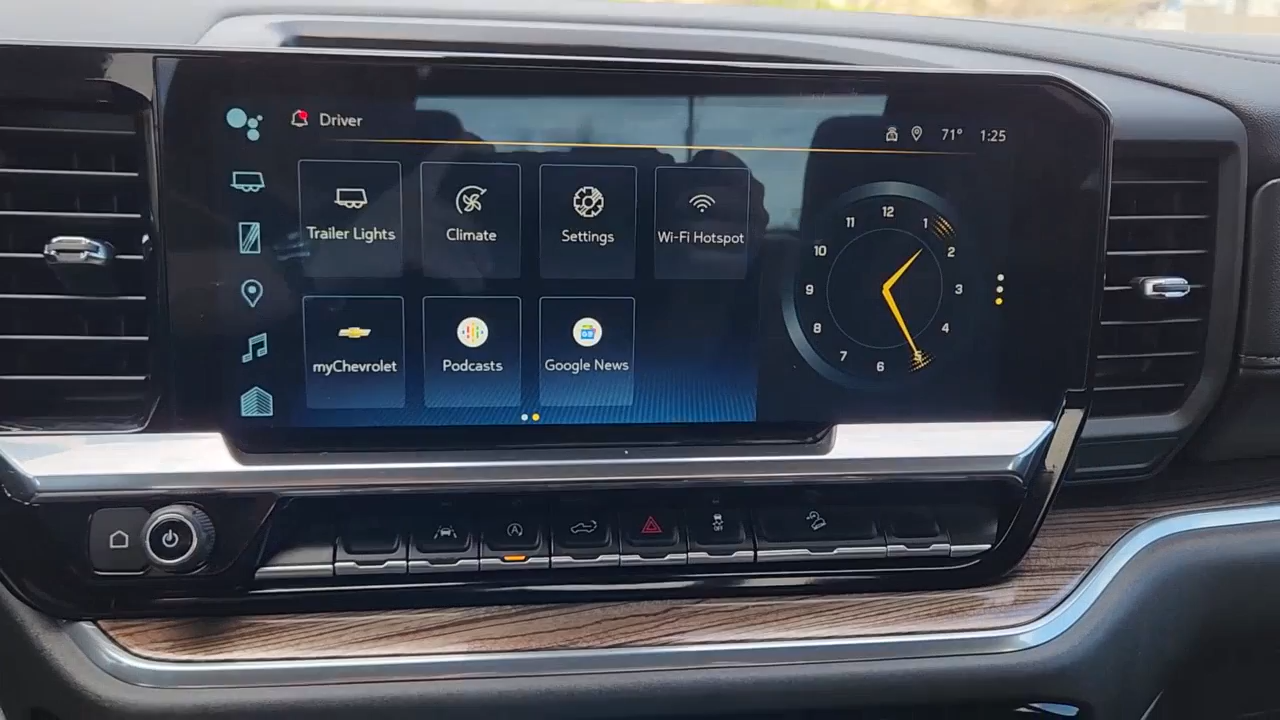 Driver
71° 1:25
Trailer Lights
Climate
Settings
Wi-Fi Hotspot
myChevrolet
Podcasts
Google News
12
1
2
3
4
5
6
7
8
9
10
11
A